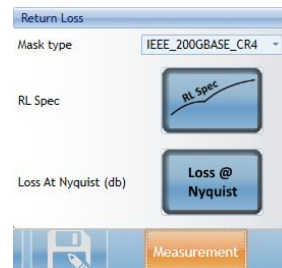 Return Loss
Mask type IEEE_200GBASE_CR4
RL Spec RL Spec
Loss At Nyquist (db) Loss @
Nyquist
Measurement